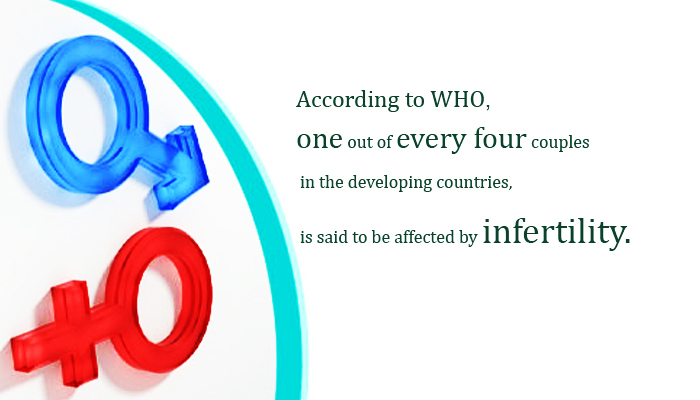 According to WHO,
one out of every four couples
in the developing countries,
is said to be affected by infertility.